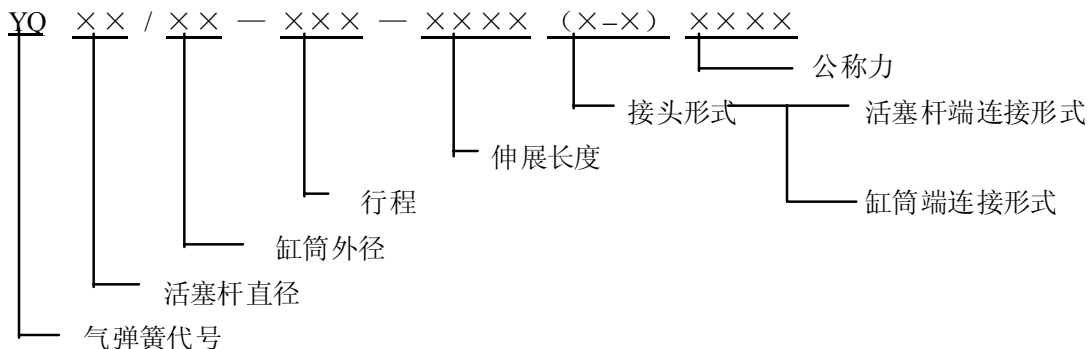 YQ ×× / ×× — ××× — ×××× (×–×) ××××
公称力
接头形式 活塞杆端连接形式
伸展长度
行程 缸筒端连接形式
缸筒外径
活塞杆直径
气弹簧代号